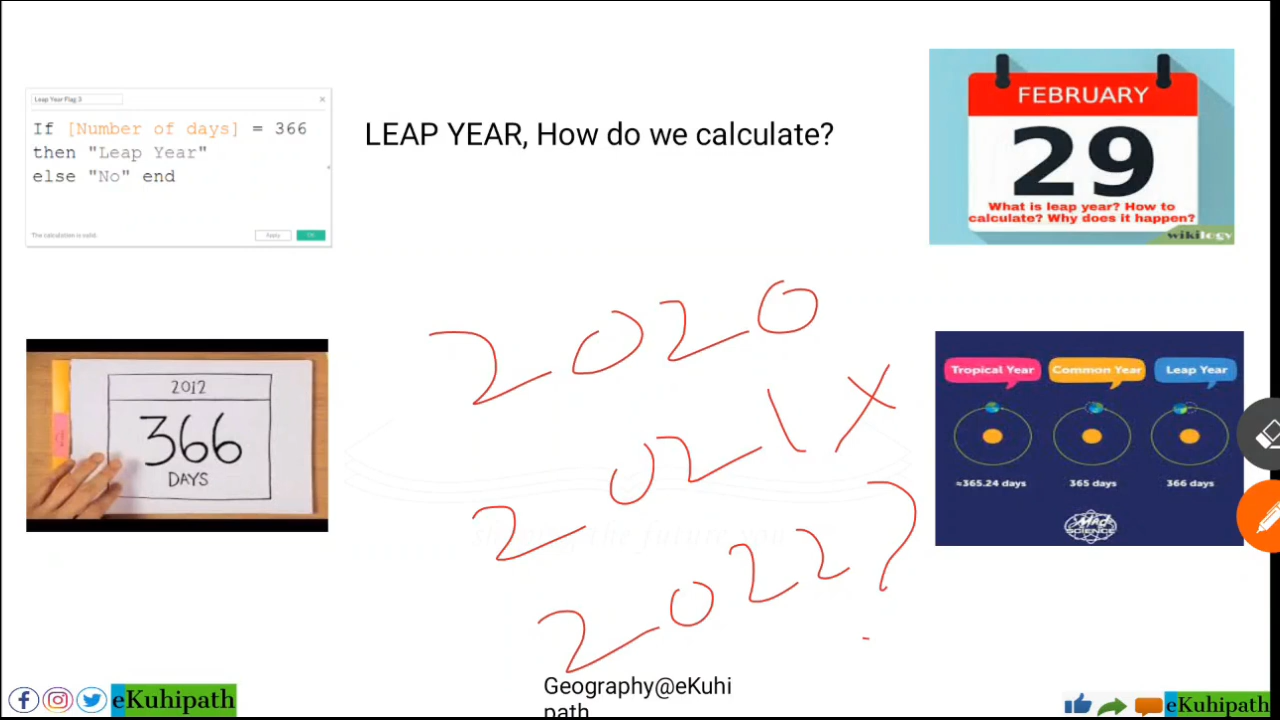 Leap Year Flag 3
If [Number of days] = 366
then "Leap Year"
else "No" end
The calculation is valid.
Apply
OK
LEAP YEAR, How do we calculate?
FEBRUARY
29
What is leap year? How to
calculate? Why does it happen?
wikilogy
2020
2021 X
2022?
2012
366
DAYS
Tropical Year
Common Year
Leap Year
≈365.24 days
365 days
366 days
Mad
SCIENCE
Geography@eKuhi
path
eKuhipath
eKuhipath